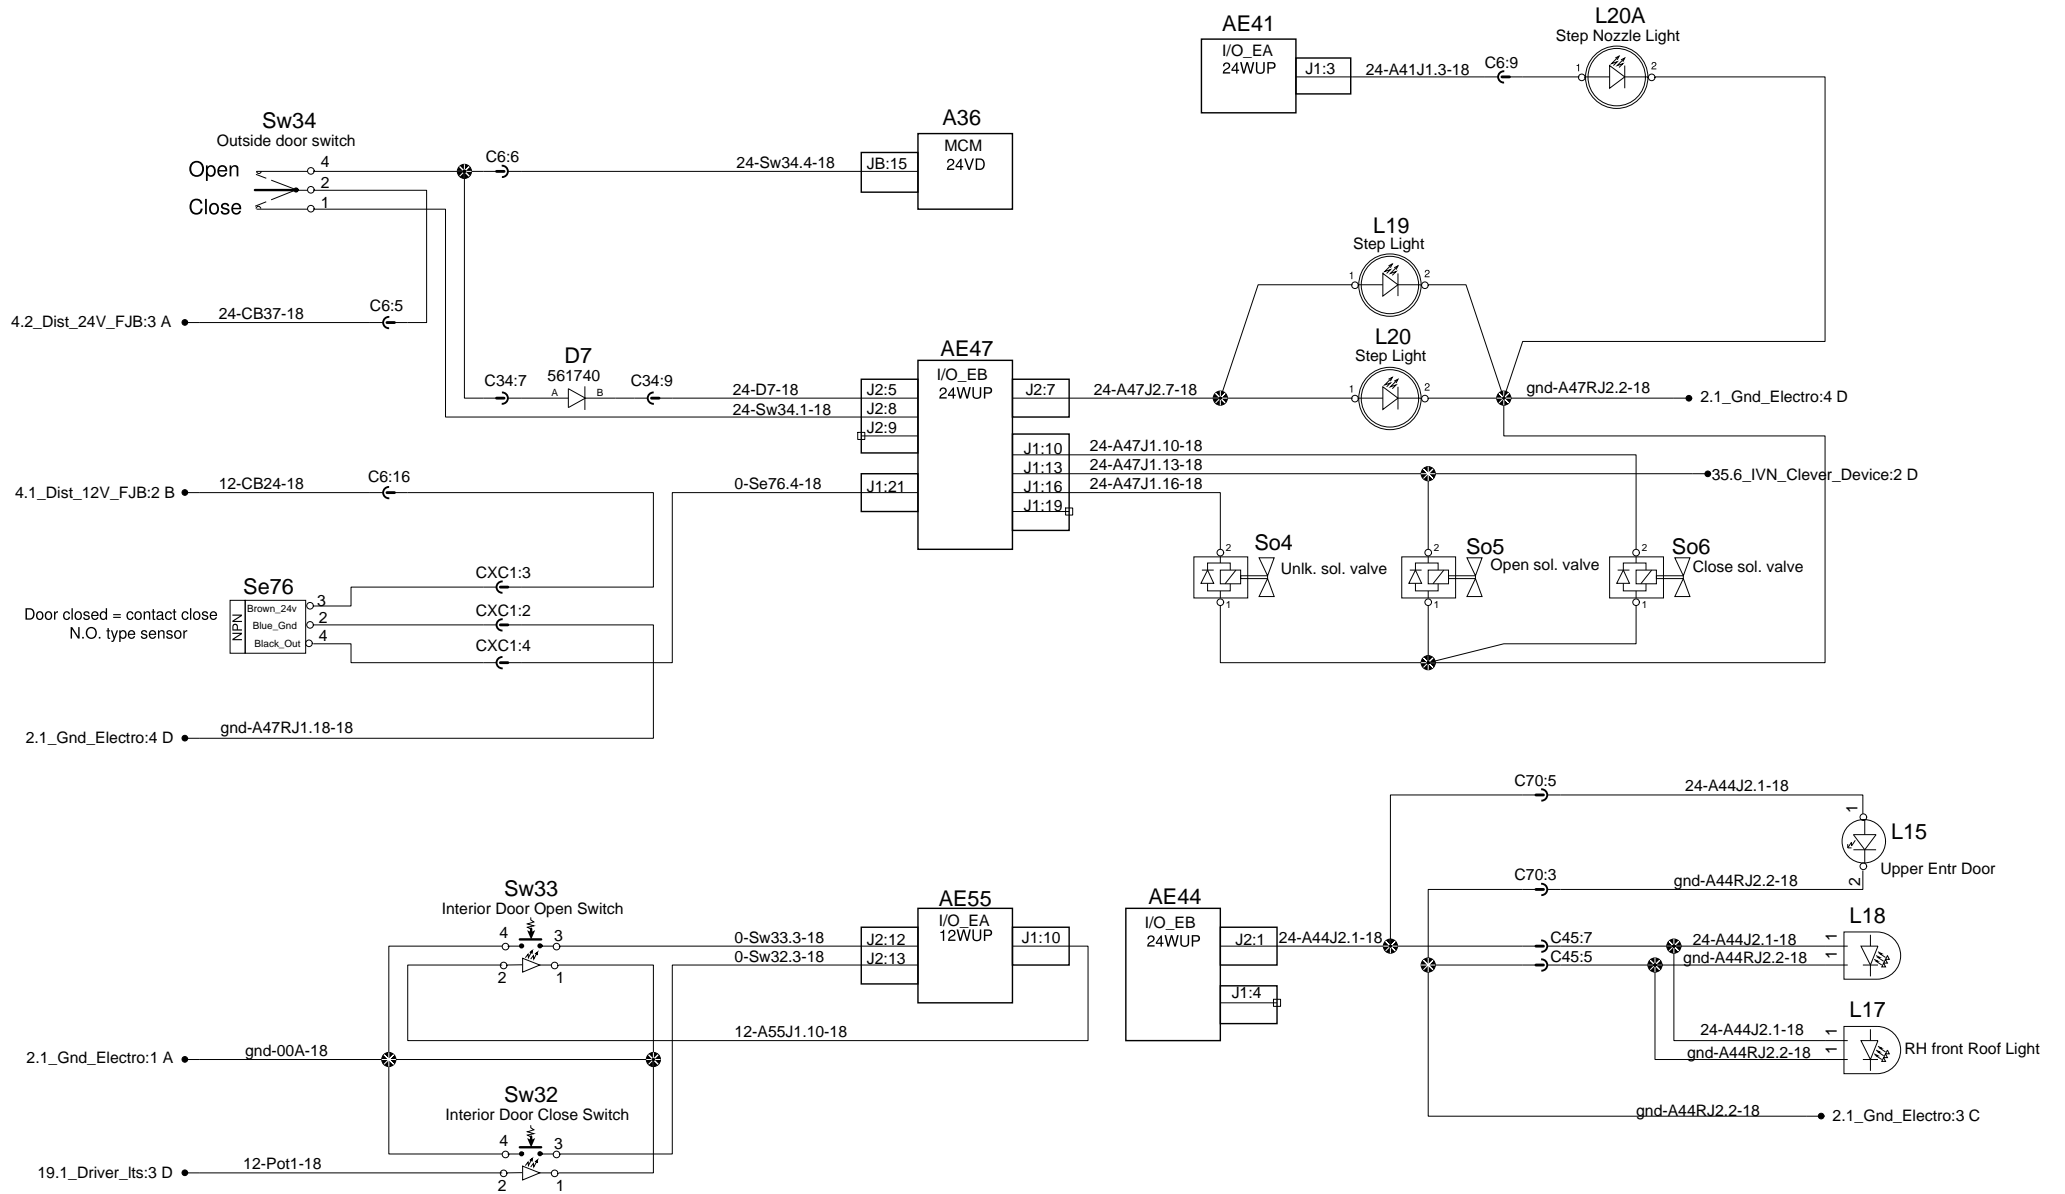 AE41
I/O_EA
24WUP
J1:3
24-A41J1.3-18
C6:9
L20A
Step Nozzle Light
1
2
Sw34
Outside door switch
Open
Close
4
2
1
C6:6
24-Sw34.4-18
A36
MCM
24VD
JB:15
4.2_Dist_24V_FJB:3 A
24-CB37-18
C6:5
L19
Step Light
1
2
L20
Step Light
1
2
C34:7
D7
561740
A
B
C34:9
24-D7-18
24-Sw34.1-18
AE47
I/O_EB
24WUP
J2:5
J2:8
J2:9
J1:21
J2:7
J1:10
J1:13
J1:16
J1:19
24-A47J2.7-18
gnd-A47RJ2.2-18
2.1_Gnd_Electro:4 D
24-A47J1.10-18
24-A47J1.13-18
24-A47J1.16-18
35.6_IVN_Clever_Device:2 D
4.1_Dist_12V_FJB:2 B
12-CB24-18
C6:16
0-Se76.4-18
2
So4
Unlk. sol. valve
1
2
So5
Open sol. valve
1
2
So6
Close sol. valve
1
Door closed = contact close
N.O. type sensor
Se76
NPN
Brown_24v
Blue_Gnd
Black_Out
3
2
4
CXC1:3
CXC1:2
CXC1:4
2.1_Gnd_Electro:4 D
gnd-A47RJ1.18-18
C70:5
24-A44J2.1-18
1
L15
Upper Entr Door
2
C70:3
gnd-A44RJ2.2-18
Sw33
Interior Door Open Switch
4
3
2
1
0-Sw33.3-18
0-Sw32.3-18
AE55
I/O_EA
12WUP
J2:12
J2:13
J1:10
12-A55J1.10-18
AE44
I/O_EB
24WUP
J2:1
J1:4
24-A44J2.1-18
C45:7
C45:5
24-A44J2.1-18
gnd-A44RJ2.2-18
1
1
L18
24-A44J2.1-18
gnd-A44RJ2.2-18
1
1
L17
RH front Roof Light
gnd-A44RJ2.2-18
2.1_Gnd_Electro:3 C
2.1_Gnd_Electro:1 A
gnd-00A-18
Sw32
Interior Door Close Switch
4
3
2
1
19.1_Driver_lts:3 D
12-Pot1-18